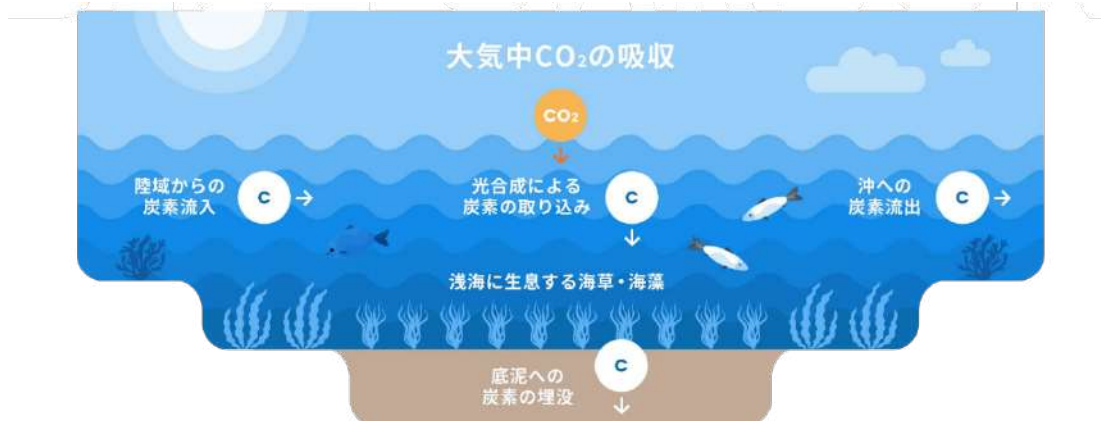 大気中CO₂の吸収
CO₂
陸域からの
炭素流入
C
光合成による
炭素の取り込み
C
沖への
炭素流出
C
浅海に生息する海草・海藻
底泥への
炭素の埋没
C